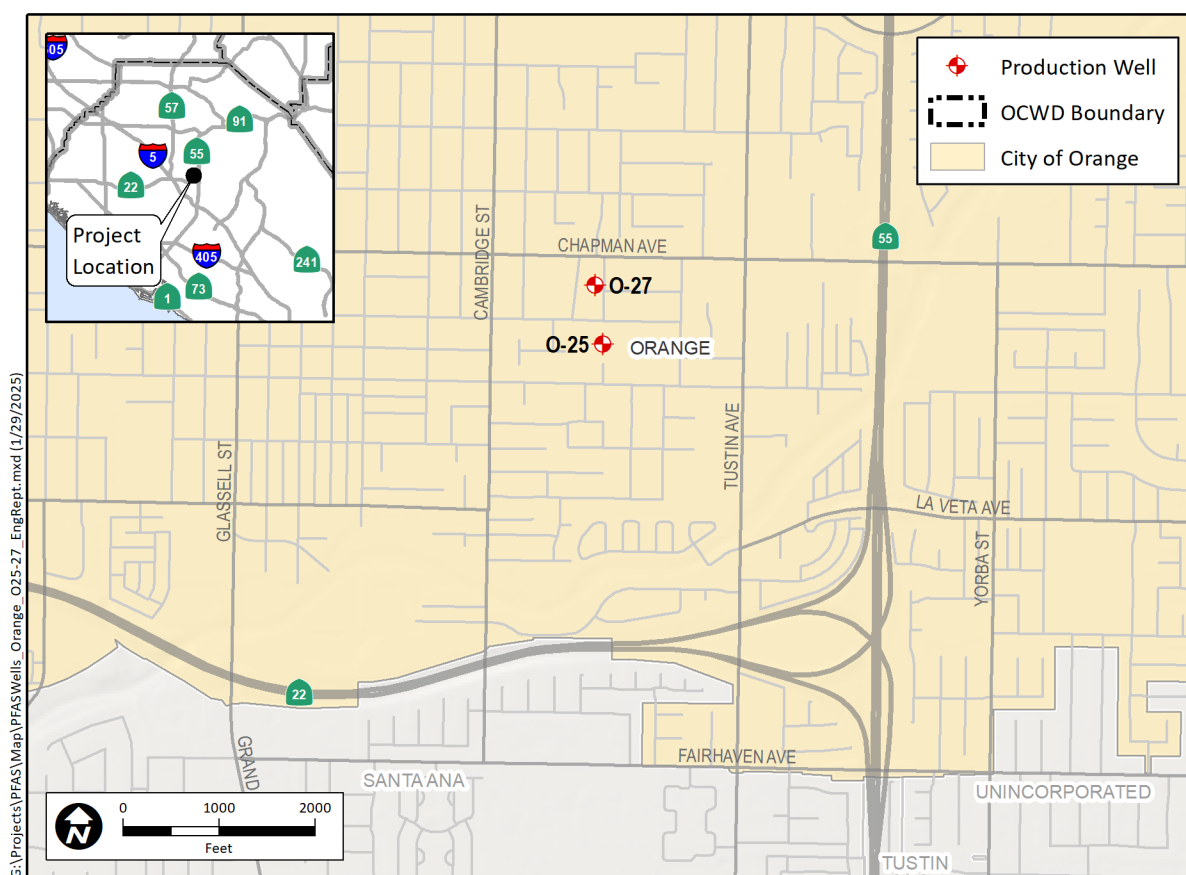 405
57
91
5
55
22
Project
Location
405
241
73
1
Production Well
OCWD Boundary
City of Orange
55
CHAPMAN AVE
CAMBRIDGE ST
O-27
O-25
ORANGE
TUSTIN AVE
GLASSELL ST
LA VETA AVE
YORBA ST
22
GRAND
FAIRHAVEN AVE
SANTA ANA
UNINCORPORATED
TUSTIN
N
0 1000 2000
Feet
G:\Projects\PFAS\Map\PFASWells_Orange_O25-27_EngRept.mxd (1/29/2025)